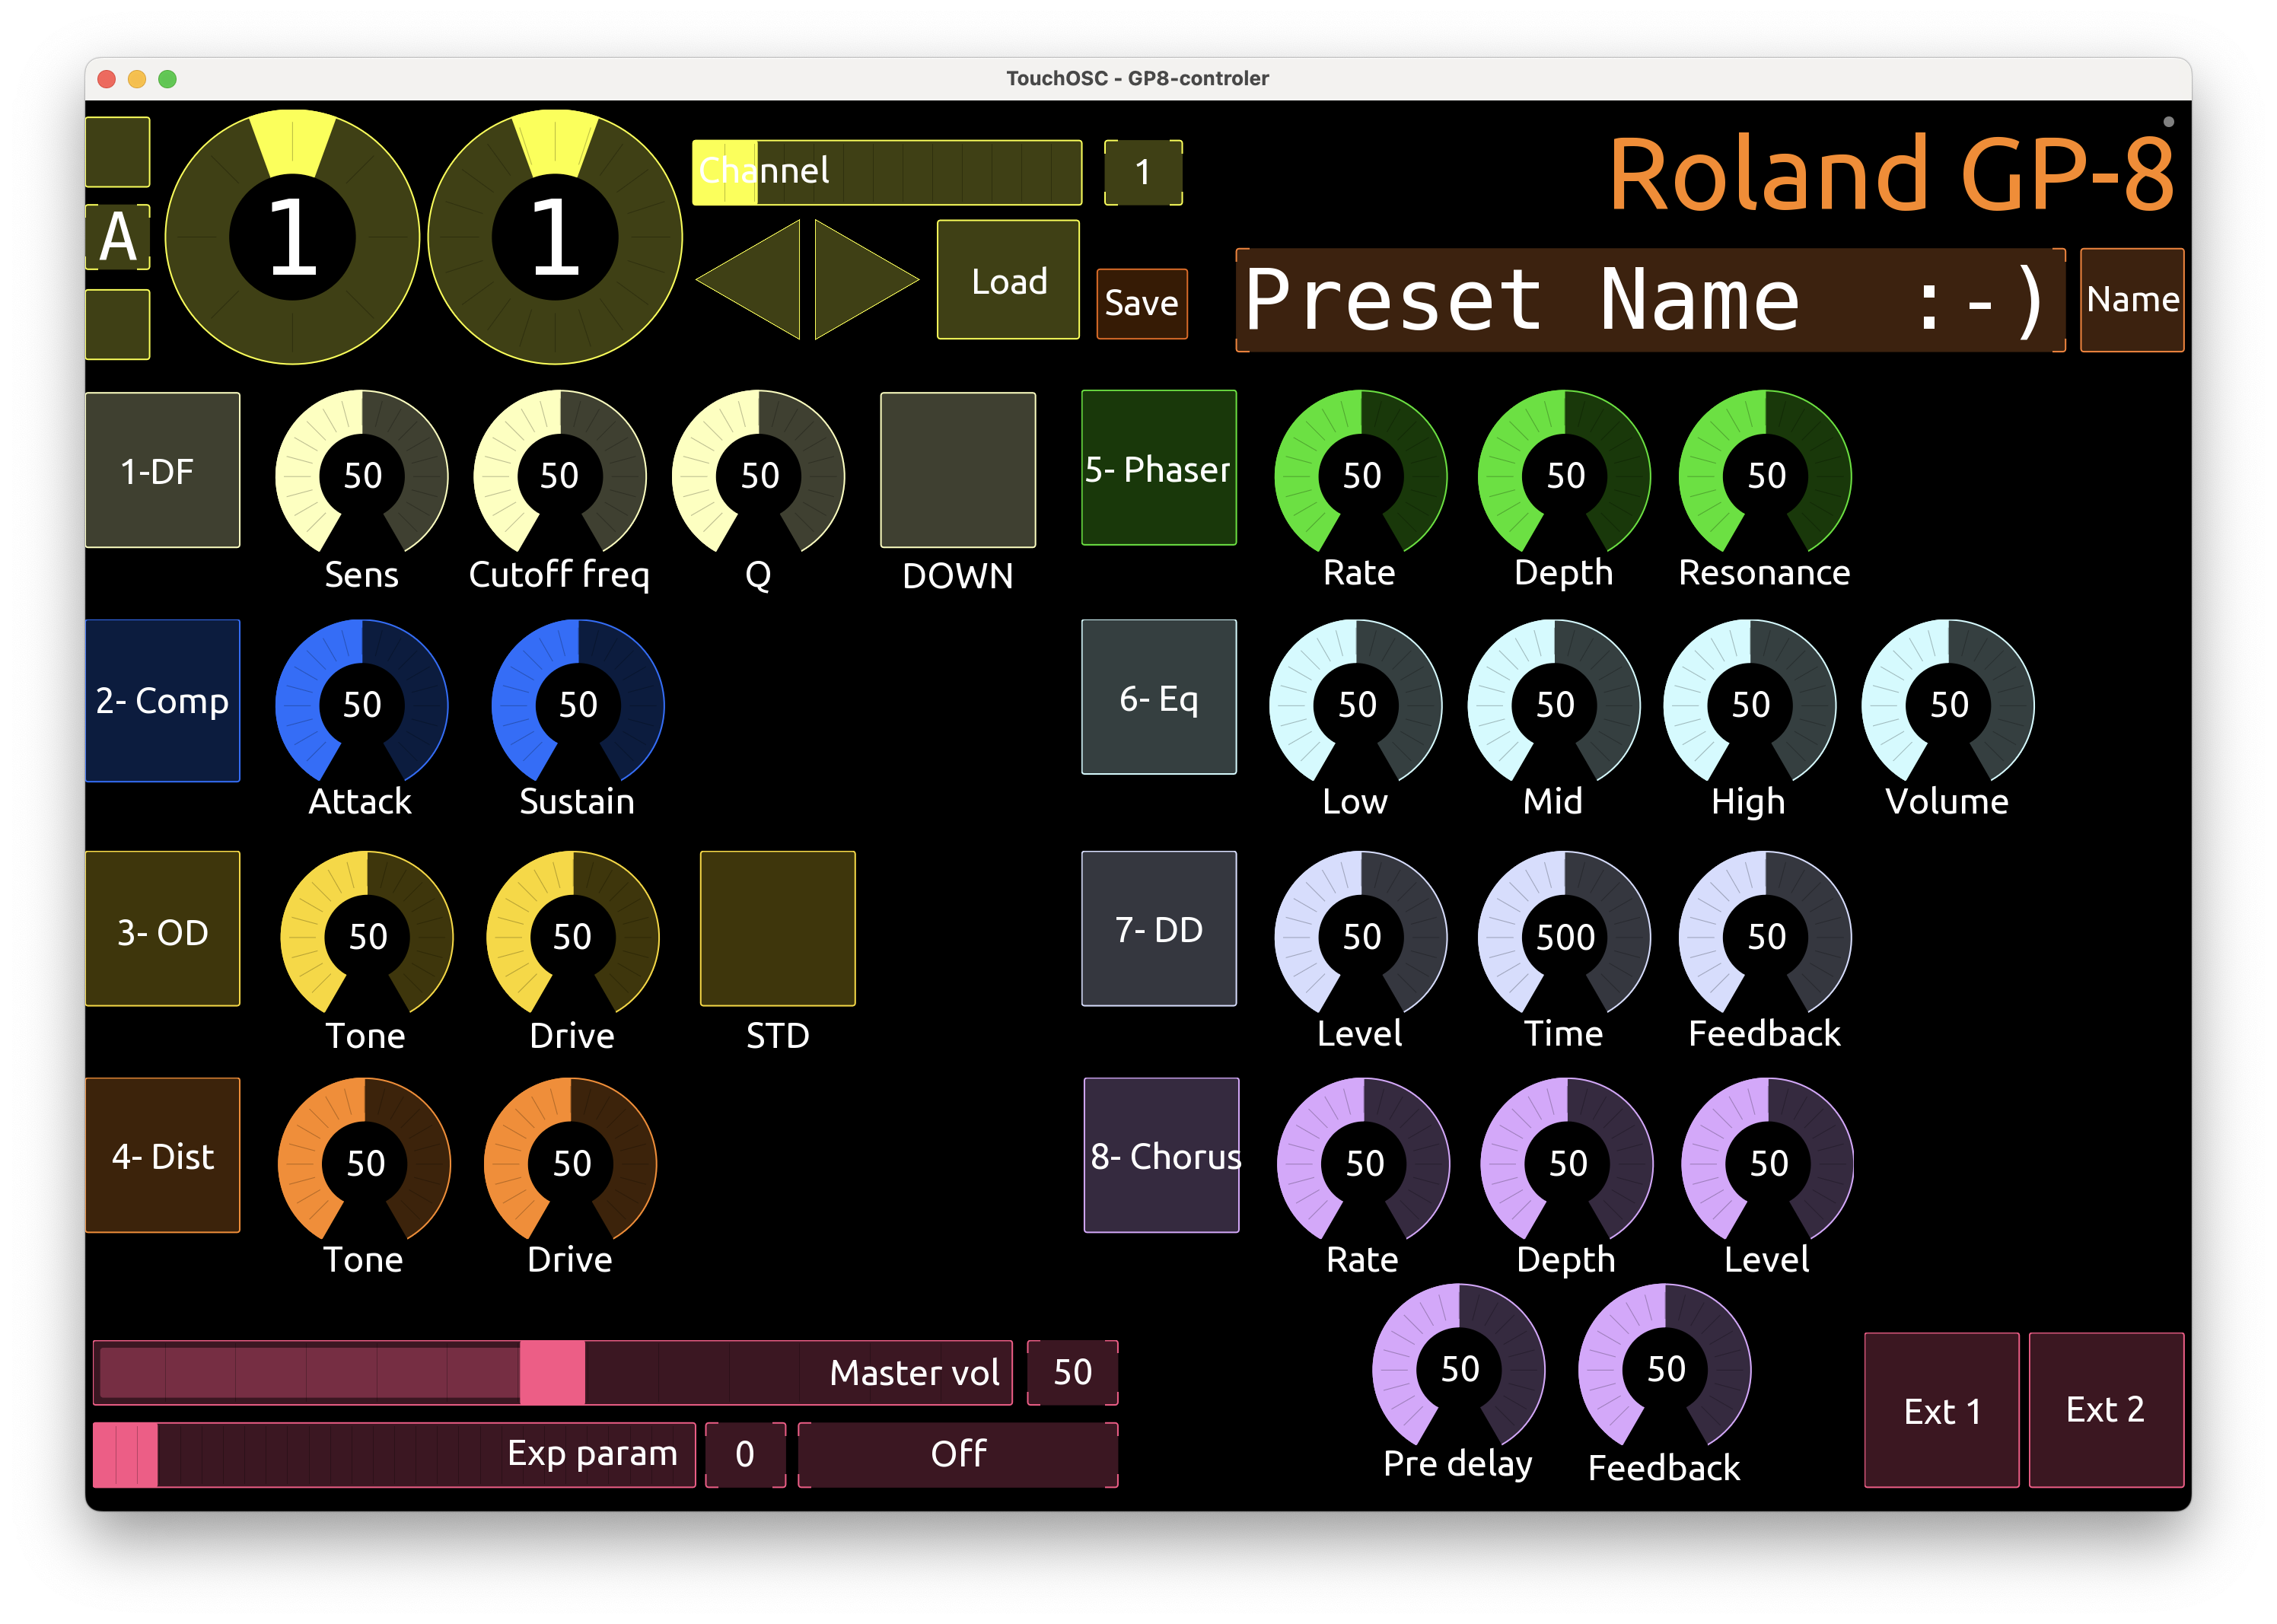 TouchOSC - GP8-controler
A
1
1
Channel
1
Roland GP-8
Load
Save
Preset Name :-)
Name
1-DF
50
50
50
Sens
Cutoff freq
Q
DOWN
5- Phaser
50
50
50
Rate
Depth
Resonance
2- Comp
50
50
Attack
Sustain
6- Eq
50
50
50
50
Low
Mid
High
Volume
3- OD
50
50
Tone
Drive
STD
7- DD
50
500
50
Level
Time
Feedback
4- Dist
50
50
Tone
Drive
8- Chorus
50
50
50
Rate
Depth
Level
50
50
Pre delay
Feedback
Master vol
50
Exp param
0
Off
Ext 1
Ext 2